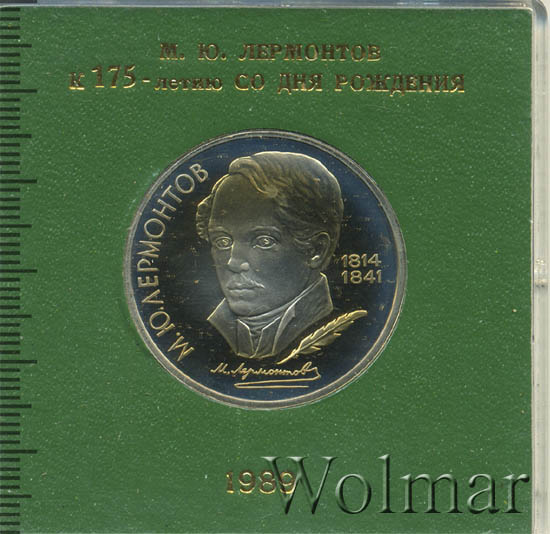 М. Ю. ЛЕРМОНТОВ
К 175-летию СО ДНЯ РОЖДЕНИЯ
М.Ю.ЛЕРМОНТОВ
1814
1841
М. Лермонтов
1989
Wolmar